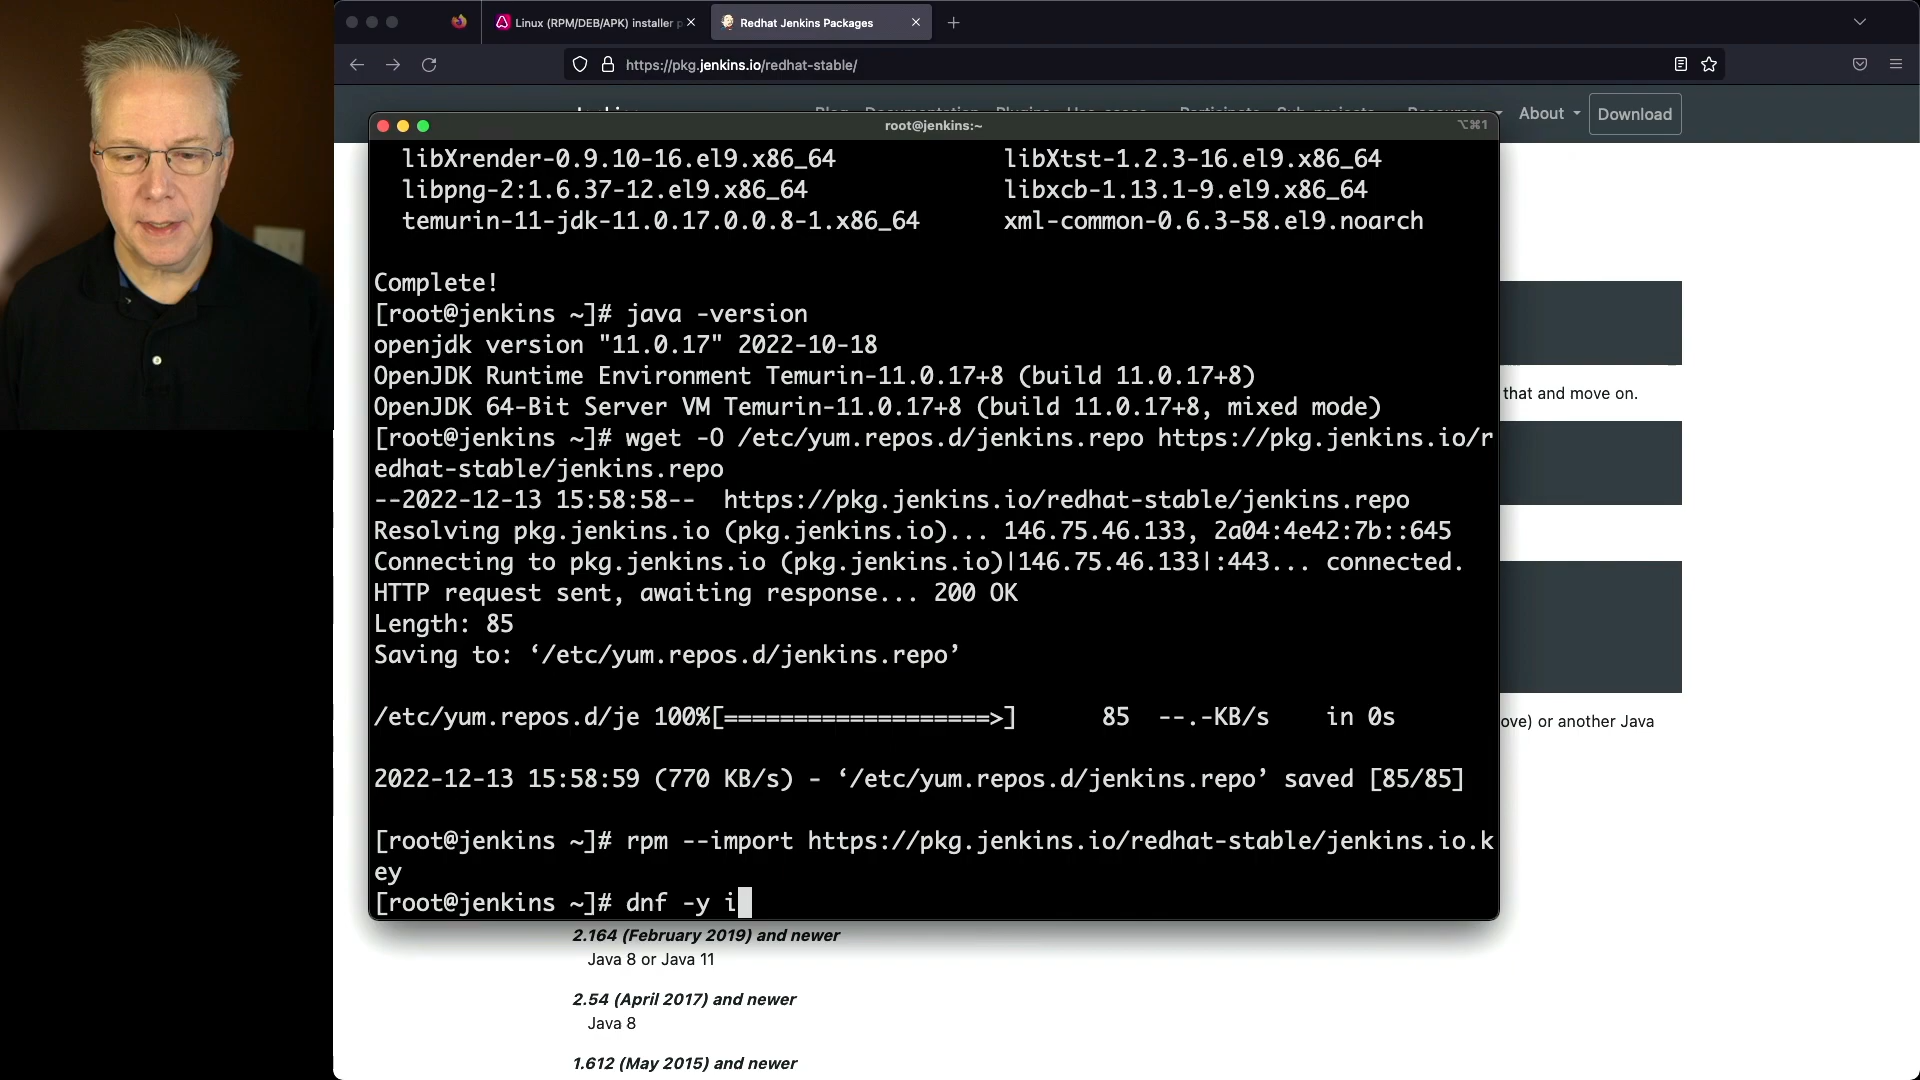 Linux (RPM/DEB/APK) installer p
Redhat Jenkins Packages
https://pkg.jenkins.io/redhat-stable/
About
Download
root@jenkins:~
⌥⌘1
libXrender-0.9.10-16.el9.x86_64 libXtst-1.2.3-16.el9.x86_64
libpng-2:1.6.37-12.el9.x86_64 libxcb-1.13.1-9.el9.x86_64
temurin-11-jdk-11.0.17.0.0.8-1.x86_64 xml-common-0.6.3-58.el9.noarch
Complete!
[root@jenkins ~]# java -version
openjdk version "11.0.17" 2022-10-18
OpenJDK Runtime Environment Temurin-11.0.17+8 (build 11.0.17+8)
OpenJDK 64-Bit Server VM Temurin-11.0.17+8 (build 11.0.17+8, mixed mode)
[root@jenkins ~]# wget -O /etc/yum.repos.d/jenkins.repo https://pkg.jenkins.io/r
edhat-stable/jenkins.repo
--2022-12-13 15:58:58--  https://pkg.jenkins.io/redhat-stable/jenkins.repo
Resolving pkg.jenkins.io (pkg.jenkins.io)... 146.75.46.133, 2a04:4e42:7b::645
Connecting to pkg.jenkins.io (pkg.jenkins.io)|146.75.46.133|:443... connected.
HTTP request sent, awaiting response... 200 OK
Length: 85
Saving to: ‘/etc/yum.repos.d/jenkins.repo’
/etc/yum.repos.d/je 100%[===================>] 85 --.-KB/s in 0s
2022-12-13 15:58:59 (770 KB/s) - ‘/etc/yum.repos.d/jenkins.repo’ saved [85/85]
[root@jenkins ~]# rpm --import https://pkg.jenkins.io/redhat-stable/jenkins.io.k
ey
[root@jenkins ~]# dnf -y i
that and move on.
ove) or another Java
2.164 (February 2019) and newer
Java 8 or Java 11
2.54 (April 2017) and newer
Java 8
1.612 (May 2015) and newer